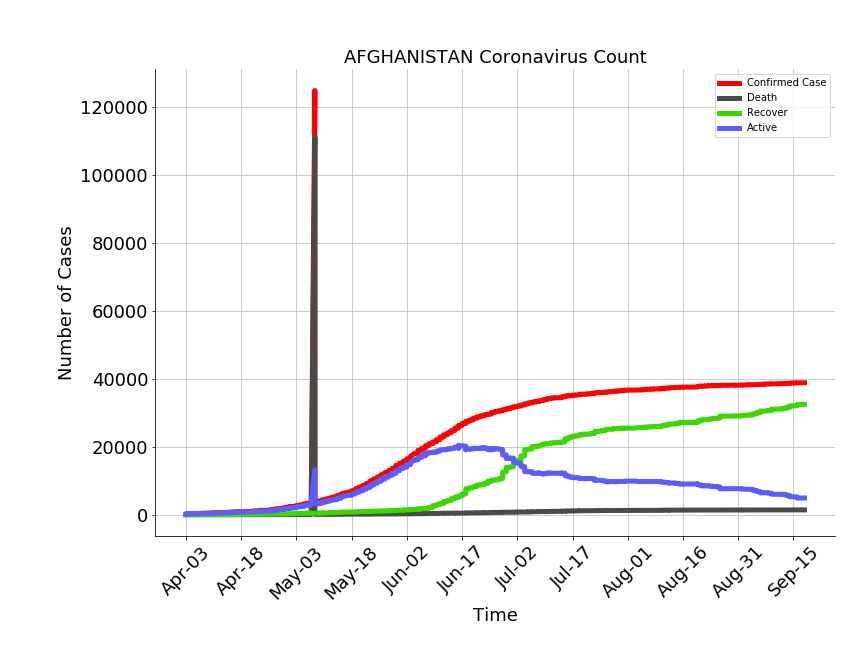 AFGHANISTAN Coronavirus Count
Confirmed Case
Death
Recover
Active
120000
100000
80000
60000
40000
20000
0
Number of Cases
Apr-03
Apr-18
May-03
May-18
Jun-02
Jun-17
Jul-02
Jul-17
Aug-01
Aug-16
Aug-31
Sep-15
Time